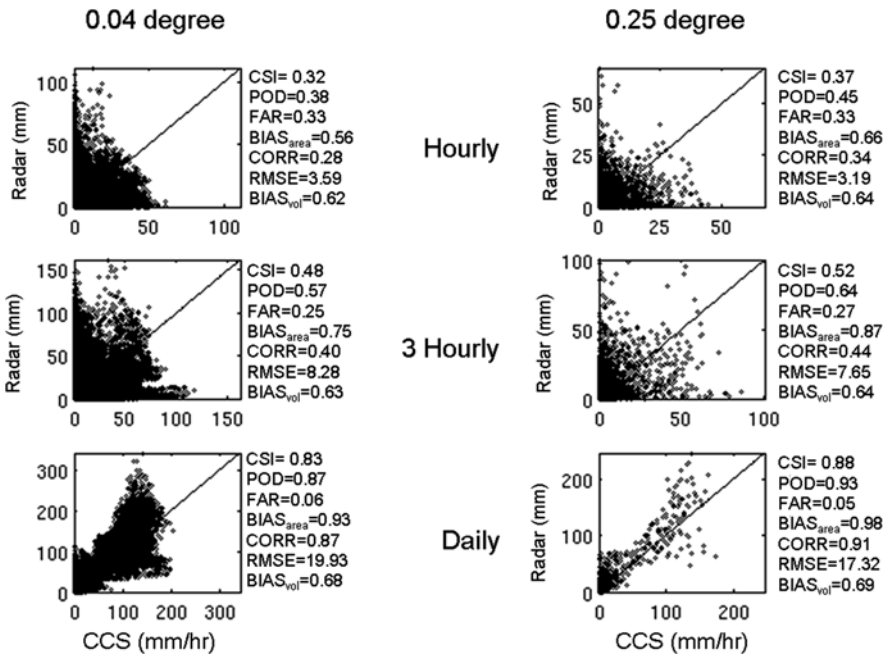 0.04 degree
0.25 degree
Radar (mm)
100
50
0
0
50
100
CSI= 0.32
POD=0.38
FAR=0.33
BIASarea=0.56
CORR=0.28
RMSE=3.59
BIASvol=0.62
Hourly
Radar (mm)
50
25
0
0
25
50
CSI= 0.37
POD=0.45
FAR=0.33
BIASarea=0.66
CORR=0.34
RMSE=3.19
BIASvol=0.64
Radar (mm)
150
100
50
0
0
50
100
150
CSI= 0.48
POD=0.57
FAR=0.25
BIASarea=0.75
CORR=0.40
RMSE=8.28
BIASvol=0.63
3 Hourly
Radar (mm)
100
50
0
0
50
100
CSI= 0.52
POD=0.64
FAR=0.27
BIASarea=0.87
CORR=0.44
RMSE=7.65
BIASvol=0.64
Radar (mm)
300
200
100
0
0
100
200
300
CCS (mm/hr)
CSI= 0.83
POD=0.87
FAR=0.06
BIASarea=0.93
CORR=0.87
RMSE=19.93
BIASvol=0.68
Daily
Radar (mm)
200
100
0
0
100
200
CCS (mm/hr)
CSI= 0.88
POD=0.93
FAR=0.05
BIASarea=0.98
CORR=0.91
RMSE=17.32
BIASvol=0.69